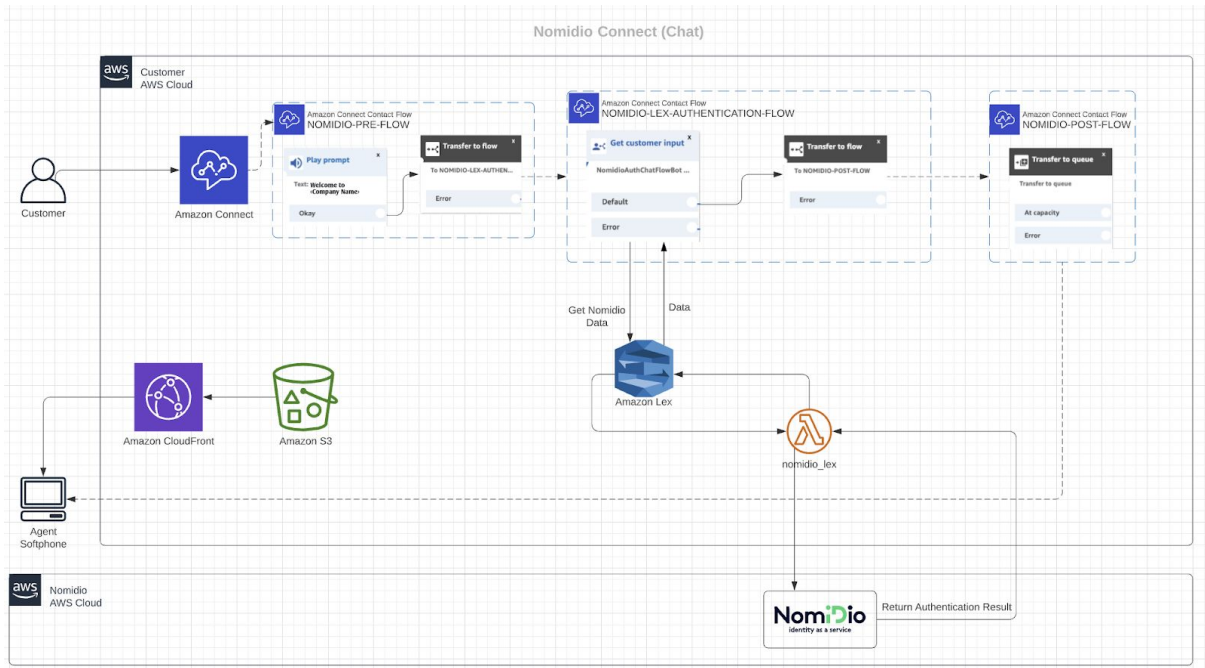 Nomidio Connect (Chat)
aws
Customer
AWS Cloud
Amazon Connect Contact Flow
NOMIDIO-PRE-FLOW
Play prompt
x
Text: Welcome to
<Company Name>
Okay
Transfer to flow
x
To NOMIDIO-LEX-AUTHEN...
Error
Amazon Connect Contact Flow
NOMIDIO-LEX-AUTHENTICATION-FLOW
Get customer input
x
NomidioAuthChatFlowBot ...
Default
Error
Transfer to flow
x
To NOMIDIO-POST-FLOW
Error
Amazon Connect Contact Flow
NOMIDIO-POST-FLOW
Transfer to queue
x
Transfer to queue
At capacity
Error
Customer
Amazon Connect
Get Nomidio
Data
Data
Amazon Lex
Amazon CloudFront
Amazon S3
nomidio_lex
Agent
Softphone
aws
Nomidio
AWS Cloud
NomiDio
identity as a service
Return Authentication Result